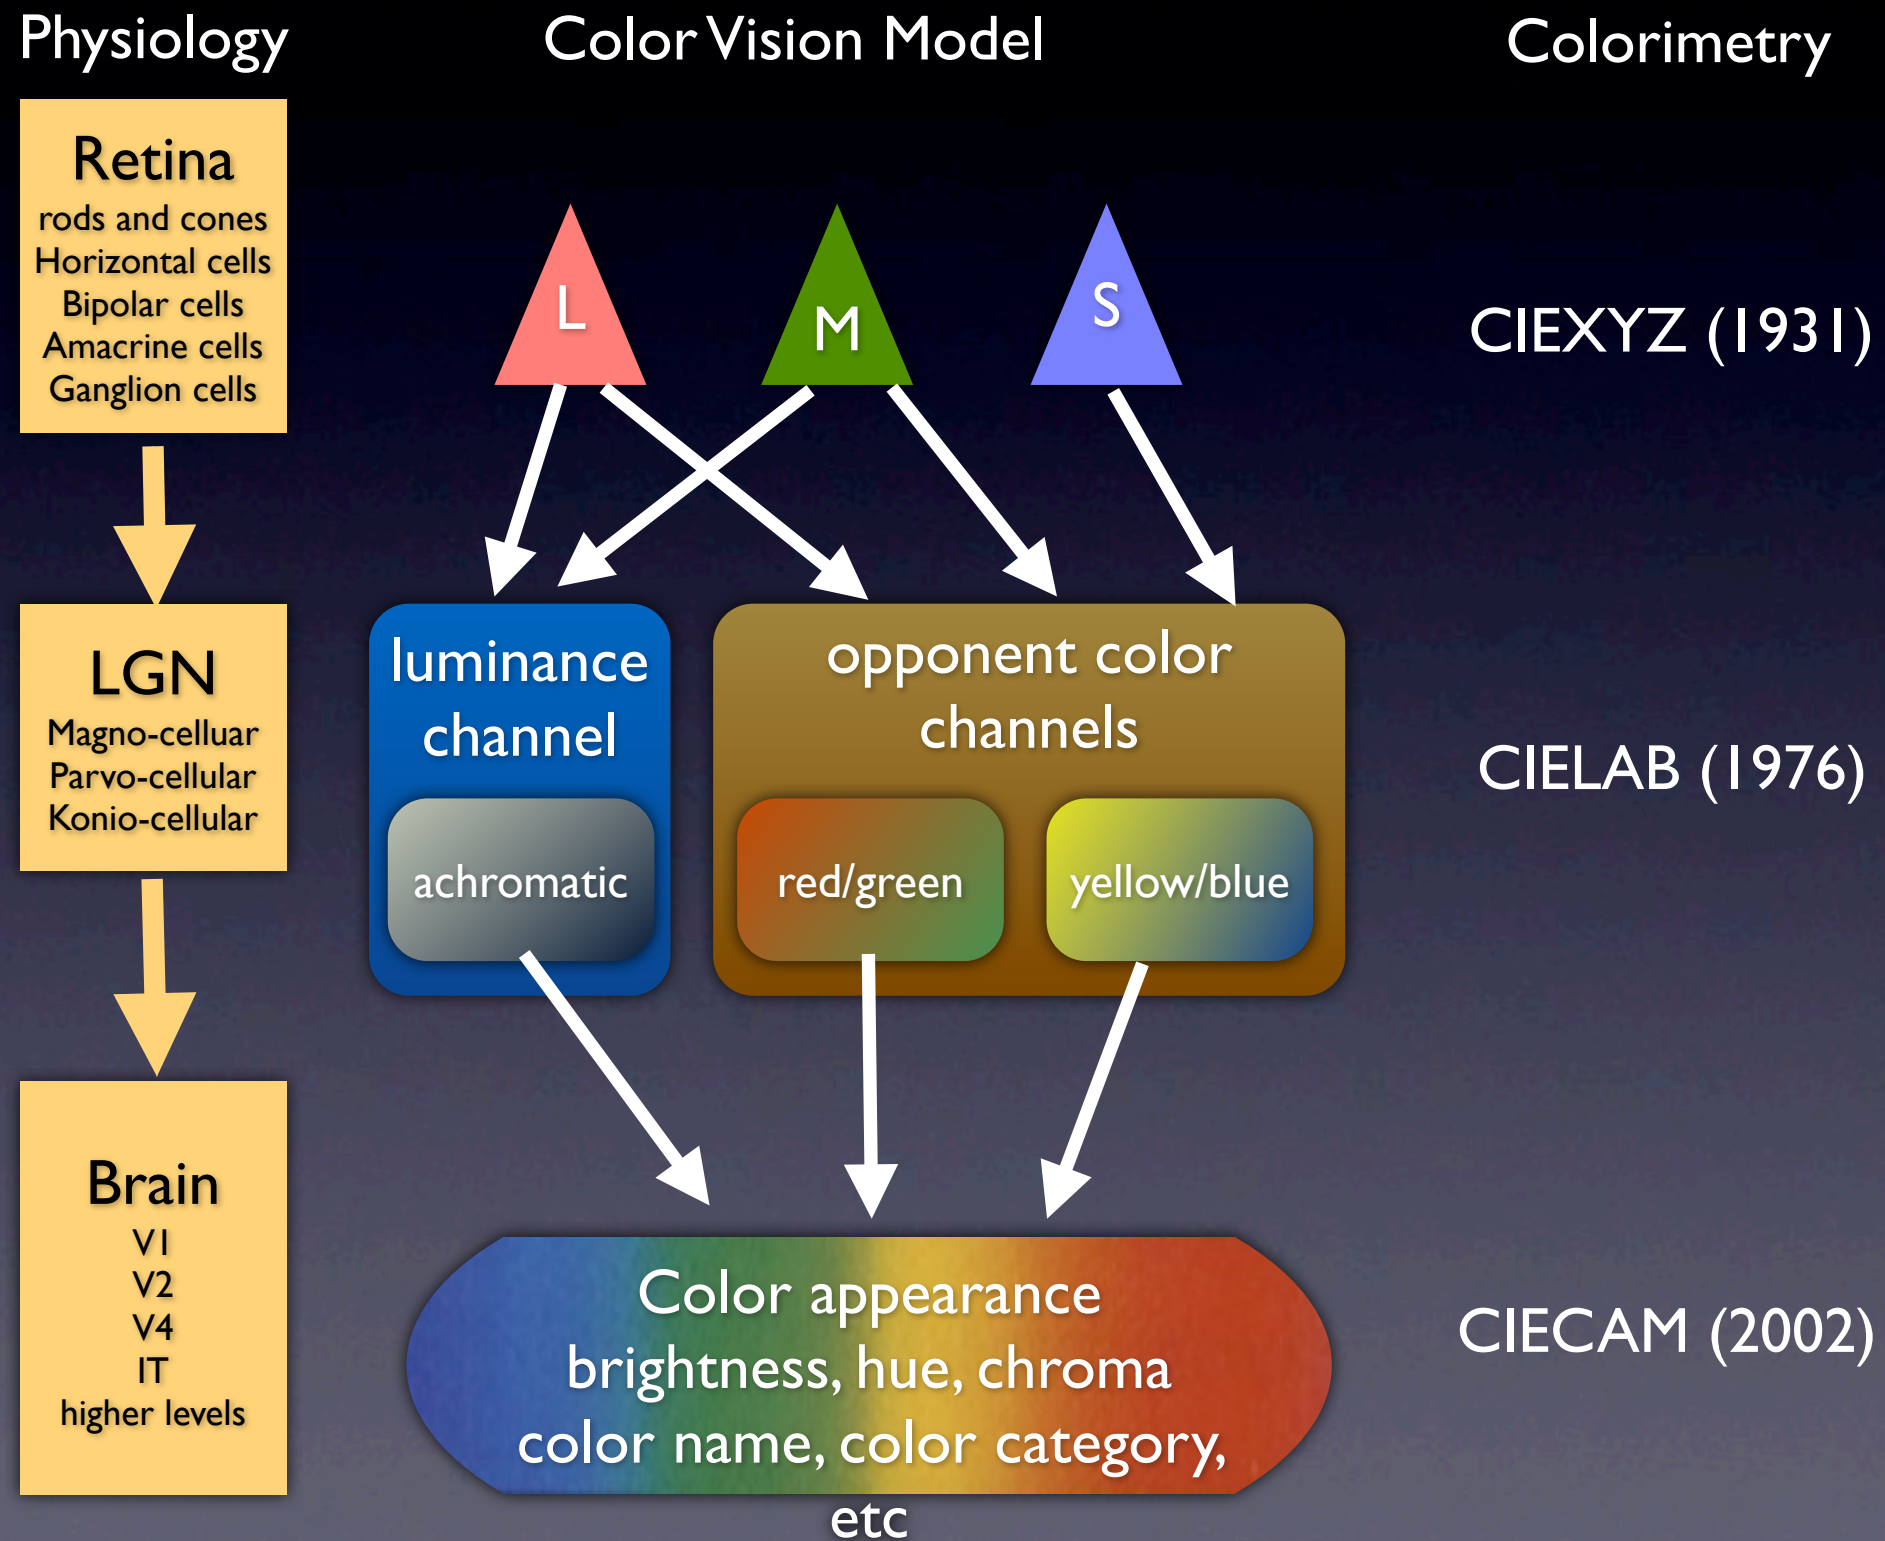 Physiology
Color Vision Model
Colorimetry
Retina
rods and cones
Horizontal cells
Bipolar cells
Amacrine cells
Ganglion cells
L
M
S
CIEXYZ (1931)
LGN
Magno-celluar
Parvo-cellular
Konio-cellular
luminance
channel
achromatic
opponent color
channels
red/green
yellow/blue
CIELAB (1976)
Brain
V1
V2
V4
IT
higher levels
Color appearance
brightness, hue, chroma
color name, color category,
etc
CIECAM (2002)